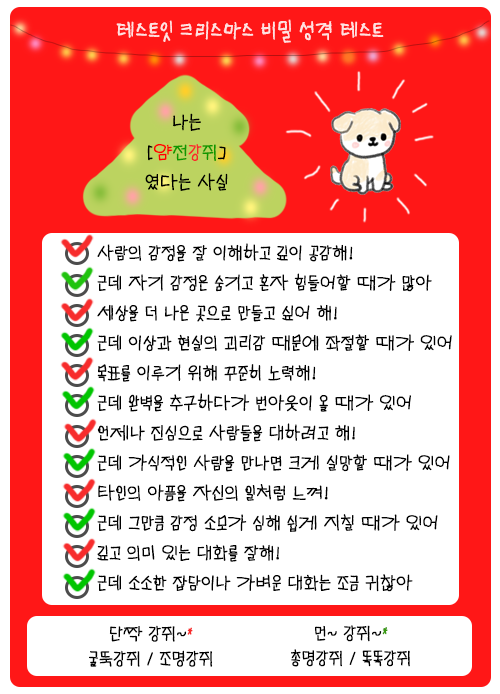 테스트잇 크리스마스 비밀 성격 테스트
나는
[얌전강쥐]
였다는 사실
사람의 감정을 잘 이해하고 깊이 공감해!
근데 자기 감정은 숨기고 혼자 힘들어할 때가 많아
세상을 더 나은 곳으로 만들고 싶어 해!
근데 이상과 현실의 괴리감 때문에 좌절할 때가 있어
목표를 이루기 위해 꾸준히 노력해!
근데 완벽을 추구하다가 번아웃이 올 때가 있어
언제나 진심으로 사람들을 대하려고 해!
근데 가식적인 사람을 만나면 크게 실망할 때가 있어
타인의 아픔을 자신의 일처럼 느껴!
근데 그만큼 감정 소모가 심해 쉽게 지칠 때가 있어
깊고 의미 있는 대화를 잘해!
근데 소소한 잡담이나 가벼운 대화는 조금 귀찮아
단짝 강쥐~* 먼~ 강쥐~*
굴뚝강쥐 / 조명강쥐 총명강쥐 / 뚝뚝강쥐